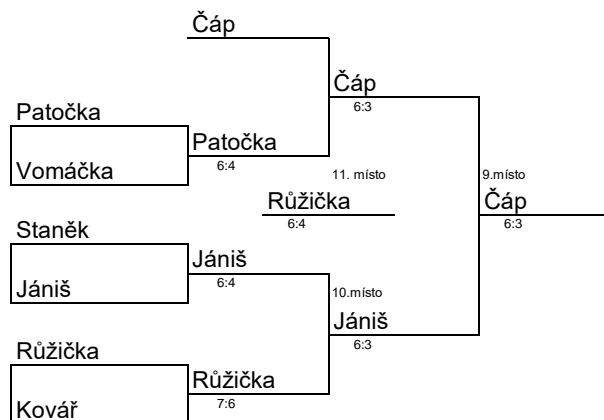 Čáp
Čáp
6:3
Patočka
Patočka
6:4
Vomáčka
11. místo
9.místo
Růžička
6:4
Čáp
6:3
Staněk
Jániš
6:4
Jániš
10.místo
Jániš
6:3
Růžička
Růžička
7:6
Kovář